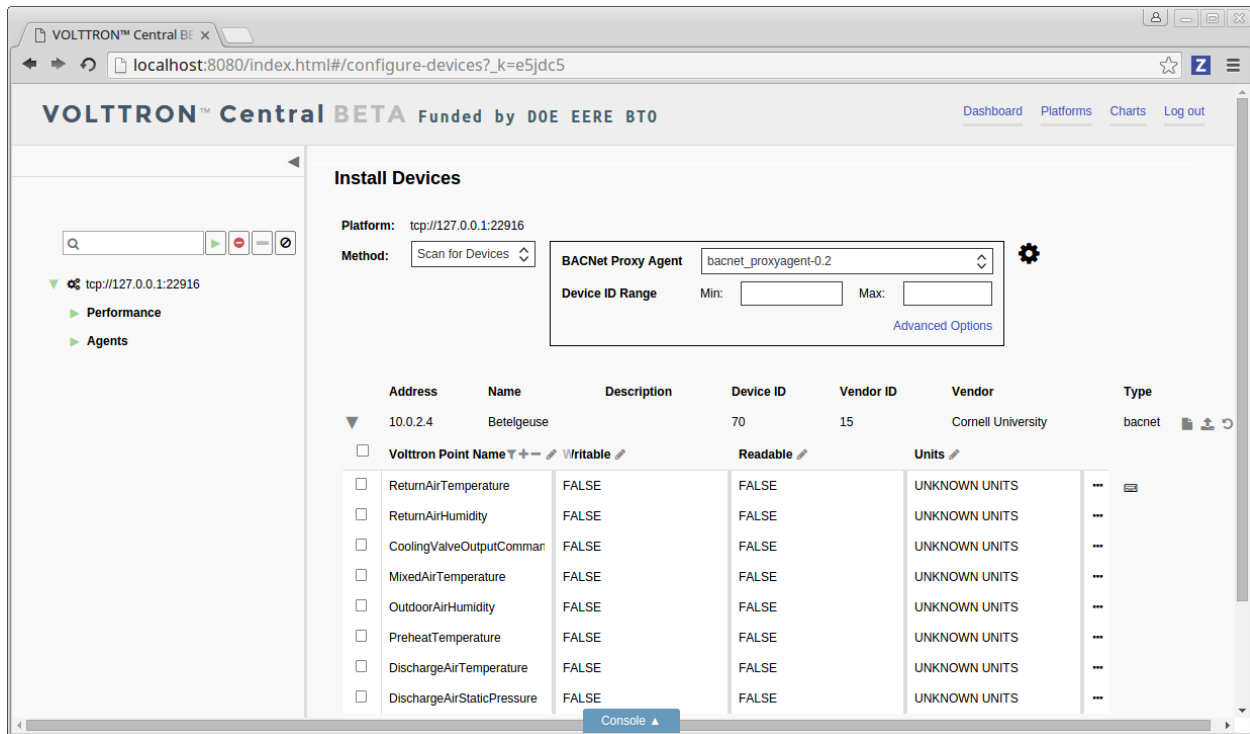 VOLTTRON™ Central BE
localhost:8080/index.html#/configure-devices?_k=e5jdc5
Z
VOLTTRON™ Central BETA Funded by DOE EERE BTO
Dashboard Platforms Charts Log out
Install Devices
Platform: tcp://127.0.0.1:22916
Method: Scan for Devices
BACNet Proxy Agent bacnet_proxyagent-0.2
Device ID Range Min: Max:
Advanced Options
tcp://127.0.0.1:22916
Performance
Agents
Address Name Description Device ID Vendor ID Vendor Type
10.0.2.4 Betelgeuse 70 15 Cornell University bacnet
Volttron Point Name Writable Readable Units
ReturnAirTemperature FALSE FALSE UNKNOWN UNITS
ReturnAirHumidity FALSE FALSE UNKNOWN UNITS
CoolingValveOutputComman FALSE FALSE UNKNOWN UNITS
MixedAirTemperature FALSE FALSE UNKNOWN UNITS
OutdoorAirHumidity FALSE FALSE UNKNOWN UNITS
PreheatTemperature FALSE FALSE UNKNOWN UNITS
DischargeAirTemperature FALSE FALSE UNKNOWN UNITS
DischargeAirStaticPressure FALSE FALSE UNKNOWN UNITS
Console ▲